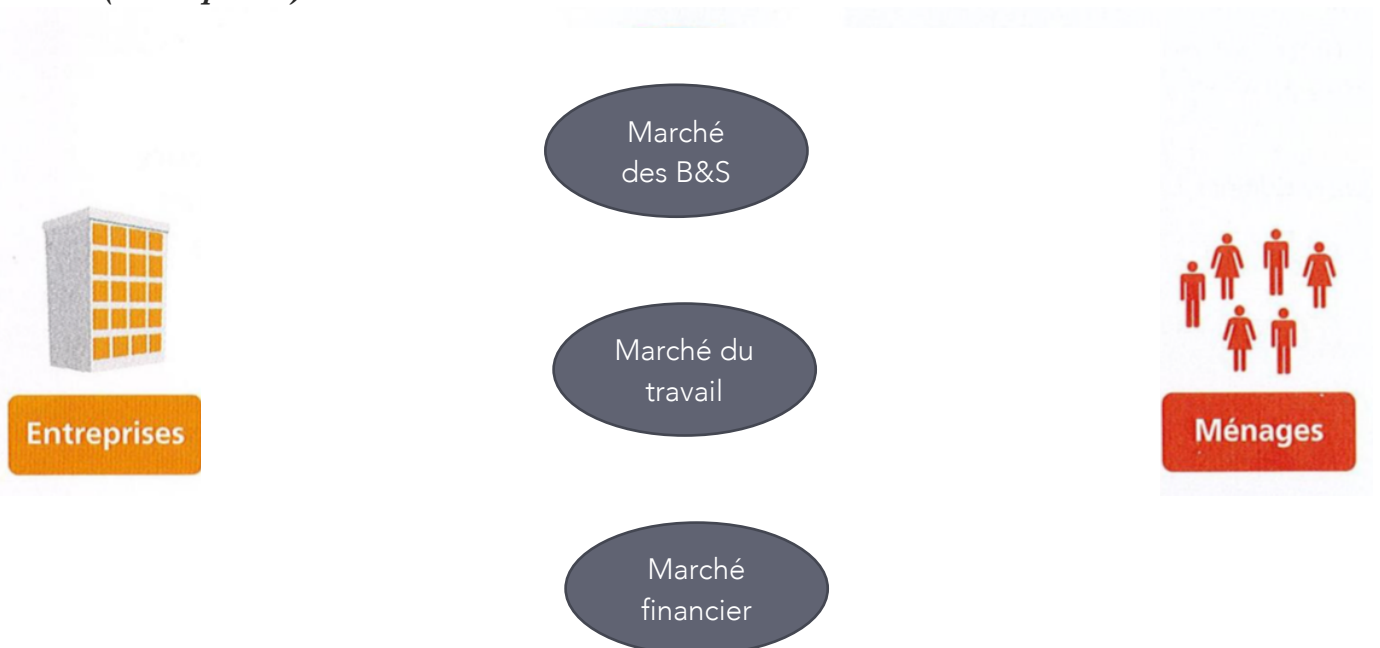 Marché
des B&S
Entreprises
Marché du
travail
Ménages
Marché
financier